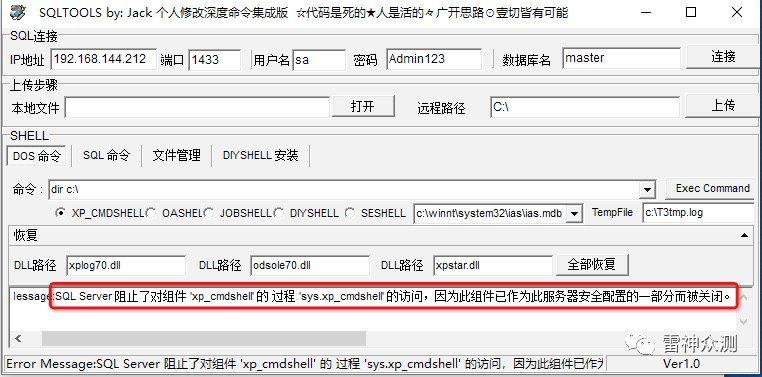 SQLTOOLS by: Jack 个人修改深度命令集成版 ☆代码是死的★人是活的々广开思路⊙壹切皆有可能
SQL连接
IP地址 192.168.144.212 端口 1433 用户名 sa 密码 Admin123 数据库名 master 连接
上传步骤
本地文件 打开 远程路径 C:\ 上传
SHELL
DOS 命令 SQL 命令 文件管理 DIYSHELL 安装
命令: dir c:\ Exec Command
XP_CMDSHELL OASHEL JOBSHELL DIYSHELL SESHELL c:\winnt\system32\ias\ias.mdb TempFile c:\T3tmp.log
恢复
DLL路径 xplog70.dll DLL路径 odsole70.dll DLL路径 xpstar.dll 全部恢复
Message:SQL Server 阻止了对组件 'xp_cmdshell' 的 过程 'sys.xp_cmdshell' 的访问，因为此组件已作为此服务器安全配置的一部分而被关闭。
雷神众测
Error Message:SQL Server 阻止了对组件 'xp_cmdshell' 的 过程 'sys.xp_cmdshell' 的访问，因为此组件已作为 Ver1.0